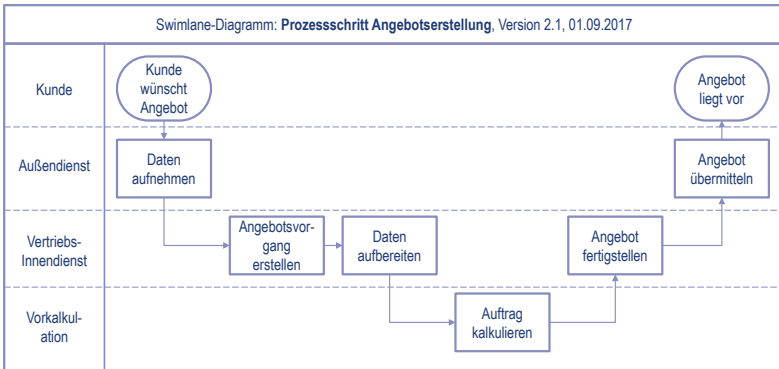 Swimlane-Diagramm: Prozessschritt Angebotserstellung, Version 2.1, 01.09.2017
Kunde
Kunde
wünscht
Angebot
Angebot
liegt vor
Außendienst
Daten
aufnehmen
Angebot
übermitteln
Vertriebs-
Innendienst
Angebotsvor-
gang
erstellen
Daten
aufbereiten
Angebot
fertigstellen
Vorkalkul-
ation
Auftrag
kalkulieren